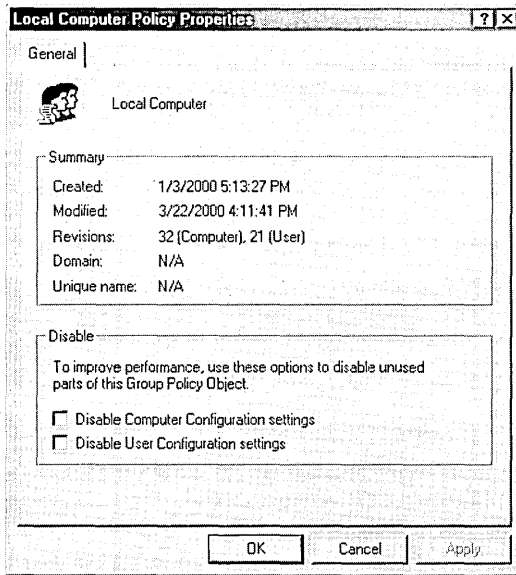 Local Computer Policy Properties ? ×
General
Local Computer
Summary
Created: 1/3/2000 5:13:27 PM
Modified: 3/22/2000 4:11:41 PM
Revisions: 32 (Computer), 21 (User)
Domain: N/A
Unique name: N/A
Disable
To improve performance, use these options to disable unused
parts of this Group Policy Object.
Disable Computer Configuration settings
Disable User Configuration settings
OK Cancel Apply